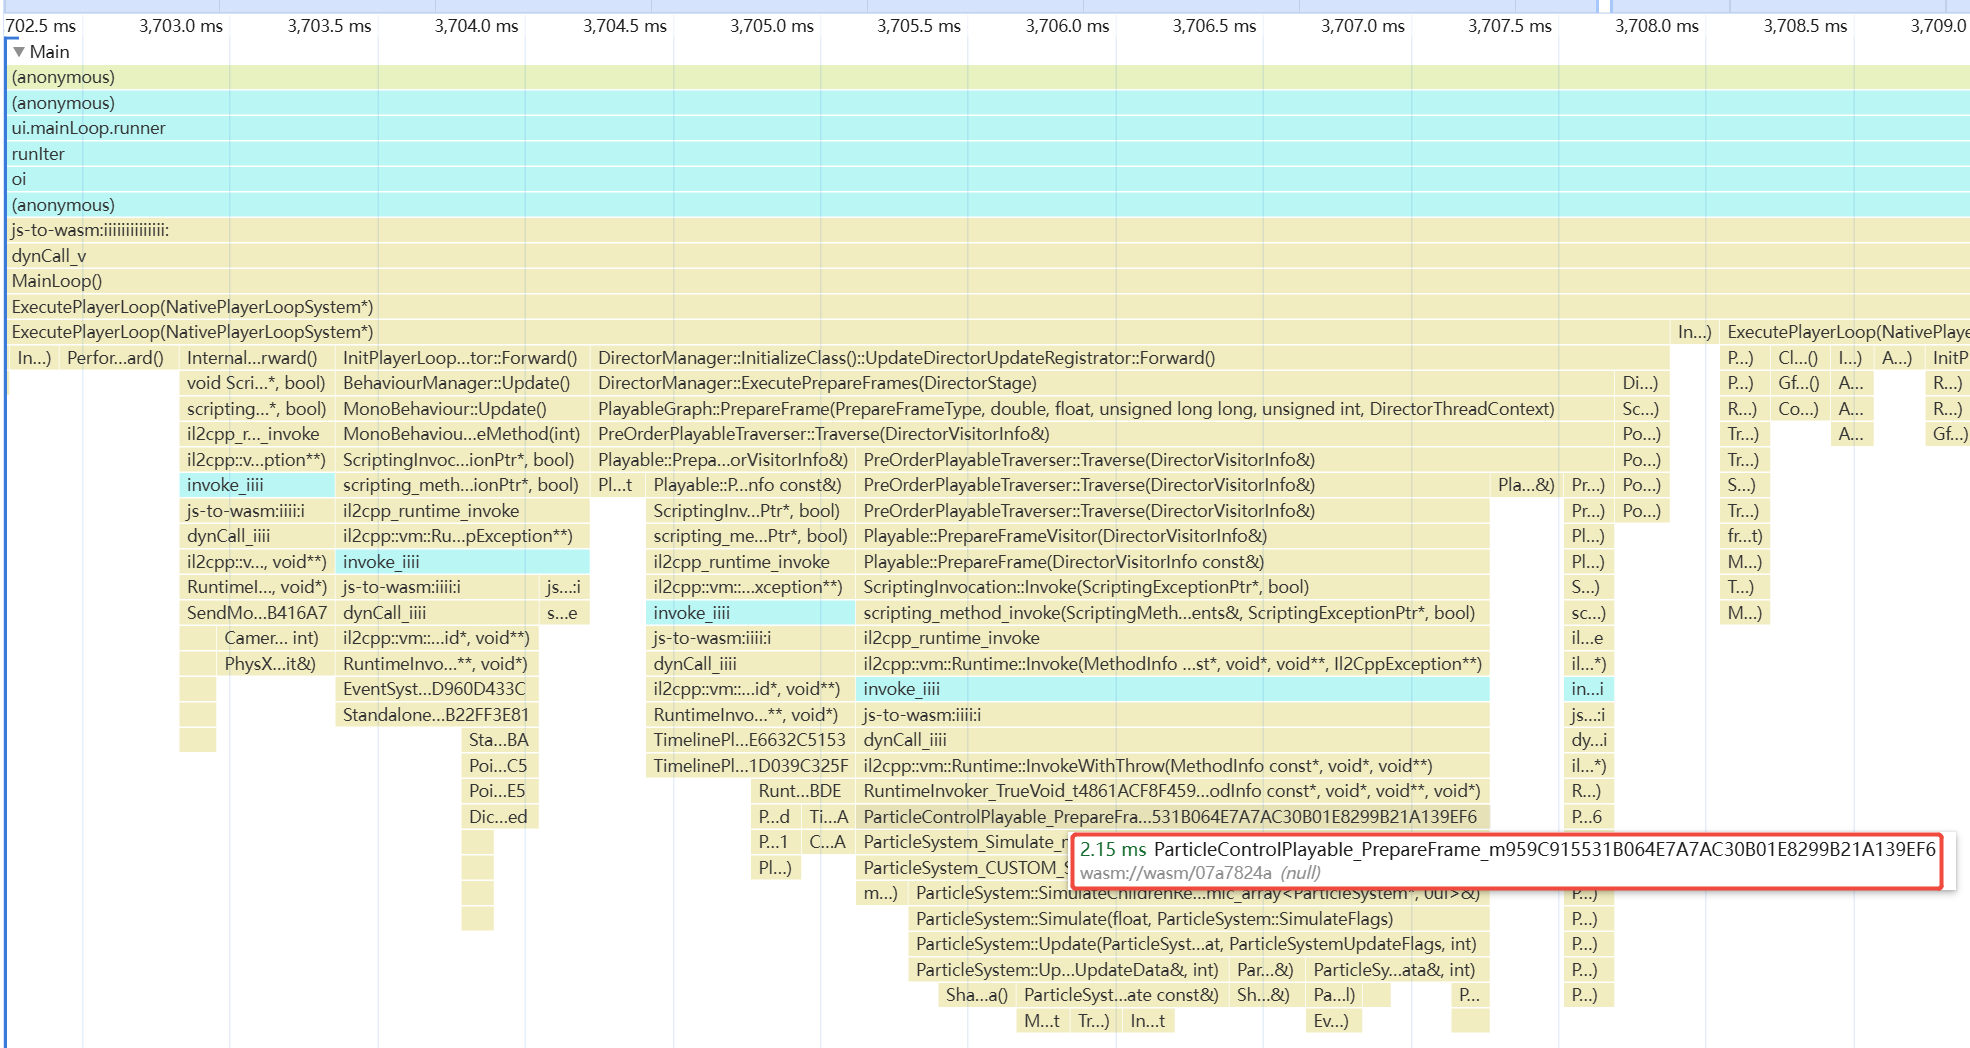 702.5 ms 3,703.0 ms 3,703.5 ms 3,704.0 ms 3,704.5 ms 3,705.0 ms 3,705.5 ms 3,706.0 ms 3,706.5 ms 3,707.0 ms 3,707.5 ms 3,708.0 ms 3,708.5 ms 3,709.0
▼ Main
(anonymous)
(anonymous)
ui.mainLoop.runner
runIter
oi
(anonymous)
js-to-wasm:iiiiiiiiiiiiii:
dynCall_v
MainLoop()
ExecutePlayerLoop(NativePlayerLoopSystem*)
ExecutePlayerLoop(NativePlayerLoopSystem*) In...) ExecutePlayerLoop(NativePlaye
In...) Perfor...ard() Internal...rward() InitPlayerLoop...tor::Forward() DirectorManager::InitializeClass()::UpdateDirectorUpdateRegistrator::Forward() P...) Cl...() I...) A...) InitP
void Scri...*, bool) BehaviourManager::Update() DirectorManager::ExecutePrepareFrames(DirectorStage) Di...) P...) Gf...() A... R...)
scripting...*, bool) MonoBehaviour::Update() PlayableGraph::PrepareFrame(PrepareFrameType, double, float, unsigned long long, unsigned int, DirectorThreadContext) Sc...) R...) Co...) A... R...)
il2cpp_r..._invoke MonoBehaviou...eMethod(int) PreOrderPlayableTraverser::Traverse(DirectorVisitorInfo&) Po...) Tr...) A... Gf...)
il2cpp::v...ption**) ScriptingInvoc...ionPtr*, bool) Playable::Prepa...orVisitorInfo&) PreOrderPlayableTraverser::Traverse(DirectorVisitorInfo&) Po...) Tr...)
invoke_iiii scripting_meth...ionPtr*, bool) Pl...t Playable::P...nfo const&) PreOrderPlayableTraverser::Traverse(DirectorVisitorInfo&) Pla...&) Pr...) Po...) S...)
js-to-wasm:iiii:i il2cpp_runtime_invoke ScriptingInv...Ptr*, bool) PreOrderPlayableTraverser::Traverse(DirectorVisitorInfo&) Pr...) Po...) Tr...)
dynCall_iiii il2cpp::vm::Ru...pException**) scripting_me...Ptr*, bool) Playable::PrepareFrameVisitor(DirectorVisitorInfo&) Pl...) fr...t)
il2cpp::v..., void**) invoke_iiii il2cpp_runtime_invoke Playable::PrepareFrame(DirectorVisitorInfo const&) Pl...) M...)
RuntimeI..., void*) js-to-wasm:iiii:i js...:i il2cpp::vm::...xception**) ScriptingInvocation::Invoke(ScriptingExceptionPtr*, bool) S...) T...)
SendMo...B416A7 dynCall_iiii s...e invoke_iiii scripting_method_invoke(ScriptingMeth...ents&, ScriptingExceptionPtr*, bool) sc...) M...)
Camer... int) il2cpp::vm::...id*, void**) js-to-wasm:iiii:i il2cpp_runtime_invoke il...e
PhysX...it&) RuntimeInvo...**, void*) dynCall_iiii il2cpp::vm::Runtime::Invoke(MethodInfo ...st*, void*, void**, Il2CppException**) il...*)
EventSyst...D960D433C il2cpp::vm::...id*, void**) invoke_iiii in...i
Standalone...B22FF3E81 RuntimeInvo...**, void*) js-to-wasm:iiii:i js...:i
Sta...BA TimelinePl...E6632C5153 dynCall_iiii dy...i
Poi...C5 TimelinePl...1D039C325F il2cpp::vm::Runtime::InvokeWithThrow(MethodInfo const*, void*, void**) il...*)
Poi...E5 Runt...BDE RuntimeInvoker_TrueVoid_t4861ACF8F459...odInfo const*, void*, void**, void*) R...)
Dic...ed P...d Ti...A ParticleControlPlayable_PrepareFra...531B064E7A7AC30B01E8299B21A139EF6 P...6
P...1 C...A ParticleSystem_Simulate_
2.15 ms ParticleControlPlayable_PrepareFrame_m959C915531B064E7A7AC30B01E8299B21A139EF6
Pl...) ParticleSystem_CUSTOM_
wasm://wasm/07a7824a (null)
m...) ParticleSystem::SimulateChildrenRe...mic_array<ParticleSystem*, 0ul>&) P...)
ParticleSystem::Simulate(float, ParticleSystem::SimulateFlags) P...)
ParticleSystem::Update(ParticleSyst...at, ParticleSystemUpdateFlags, int) P...)
ParticleSystem::Up...UpdateData&, int) Par...&) ParticleSy...ata&, int) P...)
Sha...a() ParticleSyst...ate const&) Sh...&) Pa...l) P... P...)
M...t Tr...) In...t Ev...)